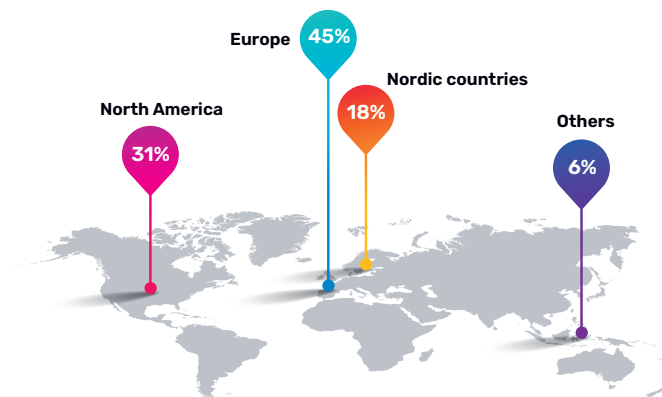 Europe
45%
Nordic countries
18%
North America
31%
Others
6%